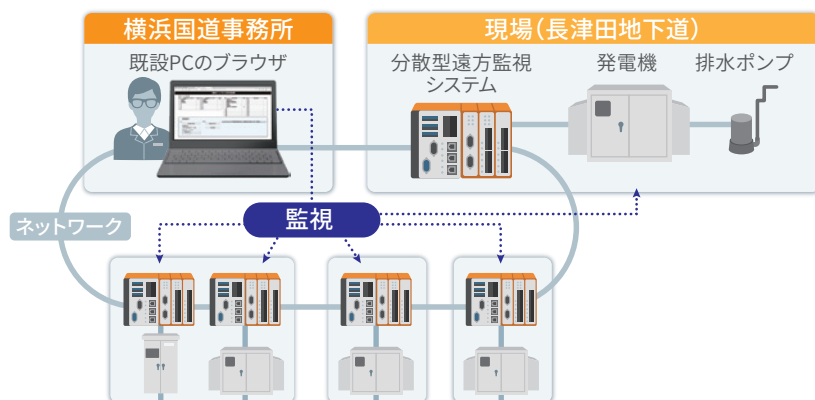 横浜国道事務所
既設PCのブラウザ
現場(長津田地下道)
分散型遠方監視
システム
発電機
排水ポンプ
ネットワーク
監視